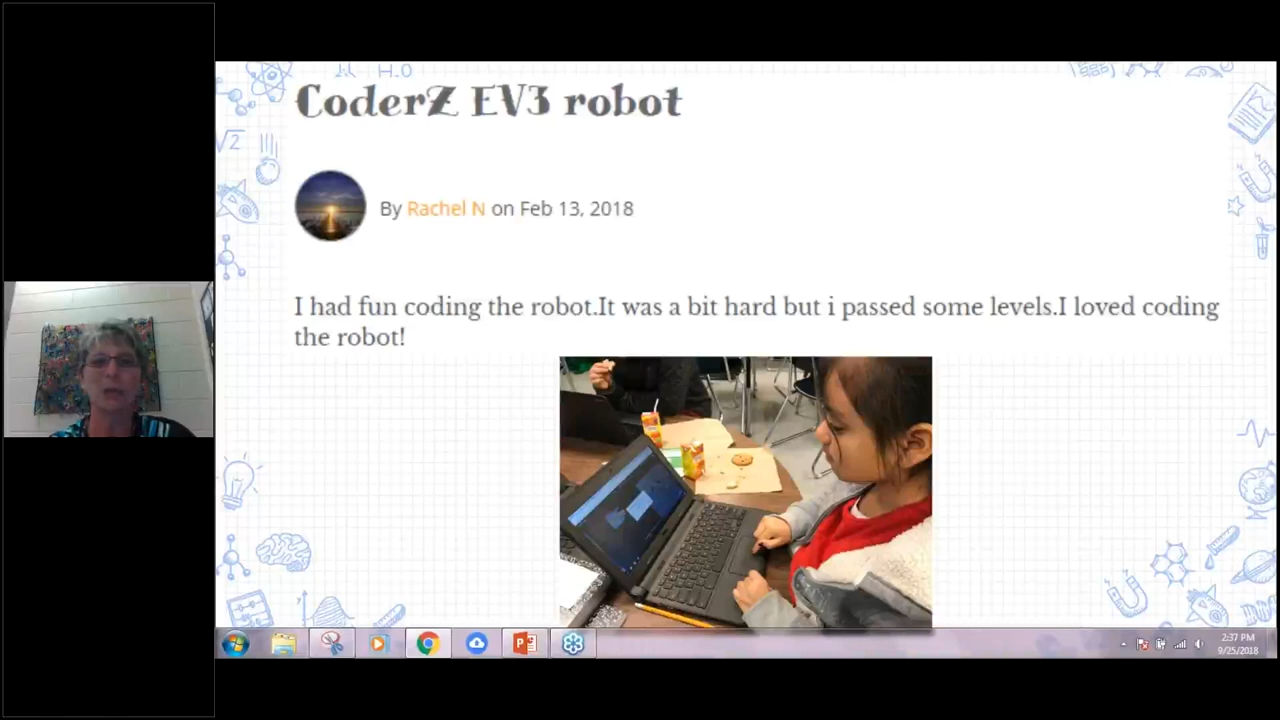 H.O
CoderZ EV3 robot
√2
By Rachel N on Feb 13, 2018
I had fun coding the robot.It was a bit hard but i passed some levels.I loved coding
the robot!
2:37 PM
9/25/2018